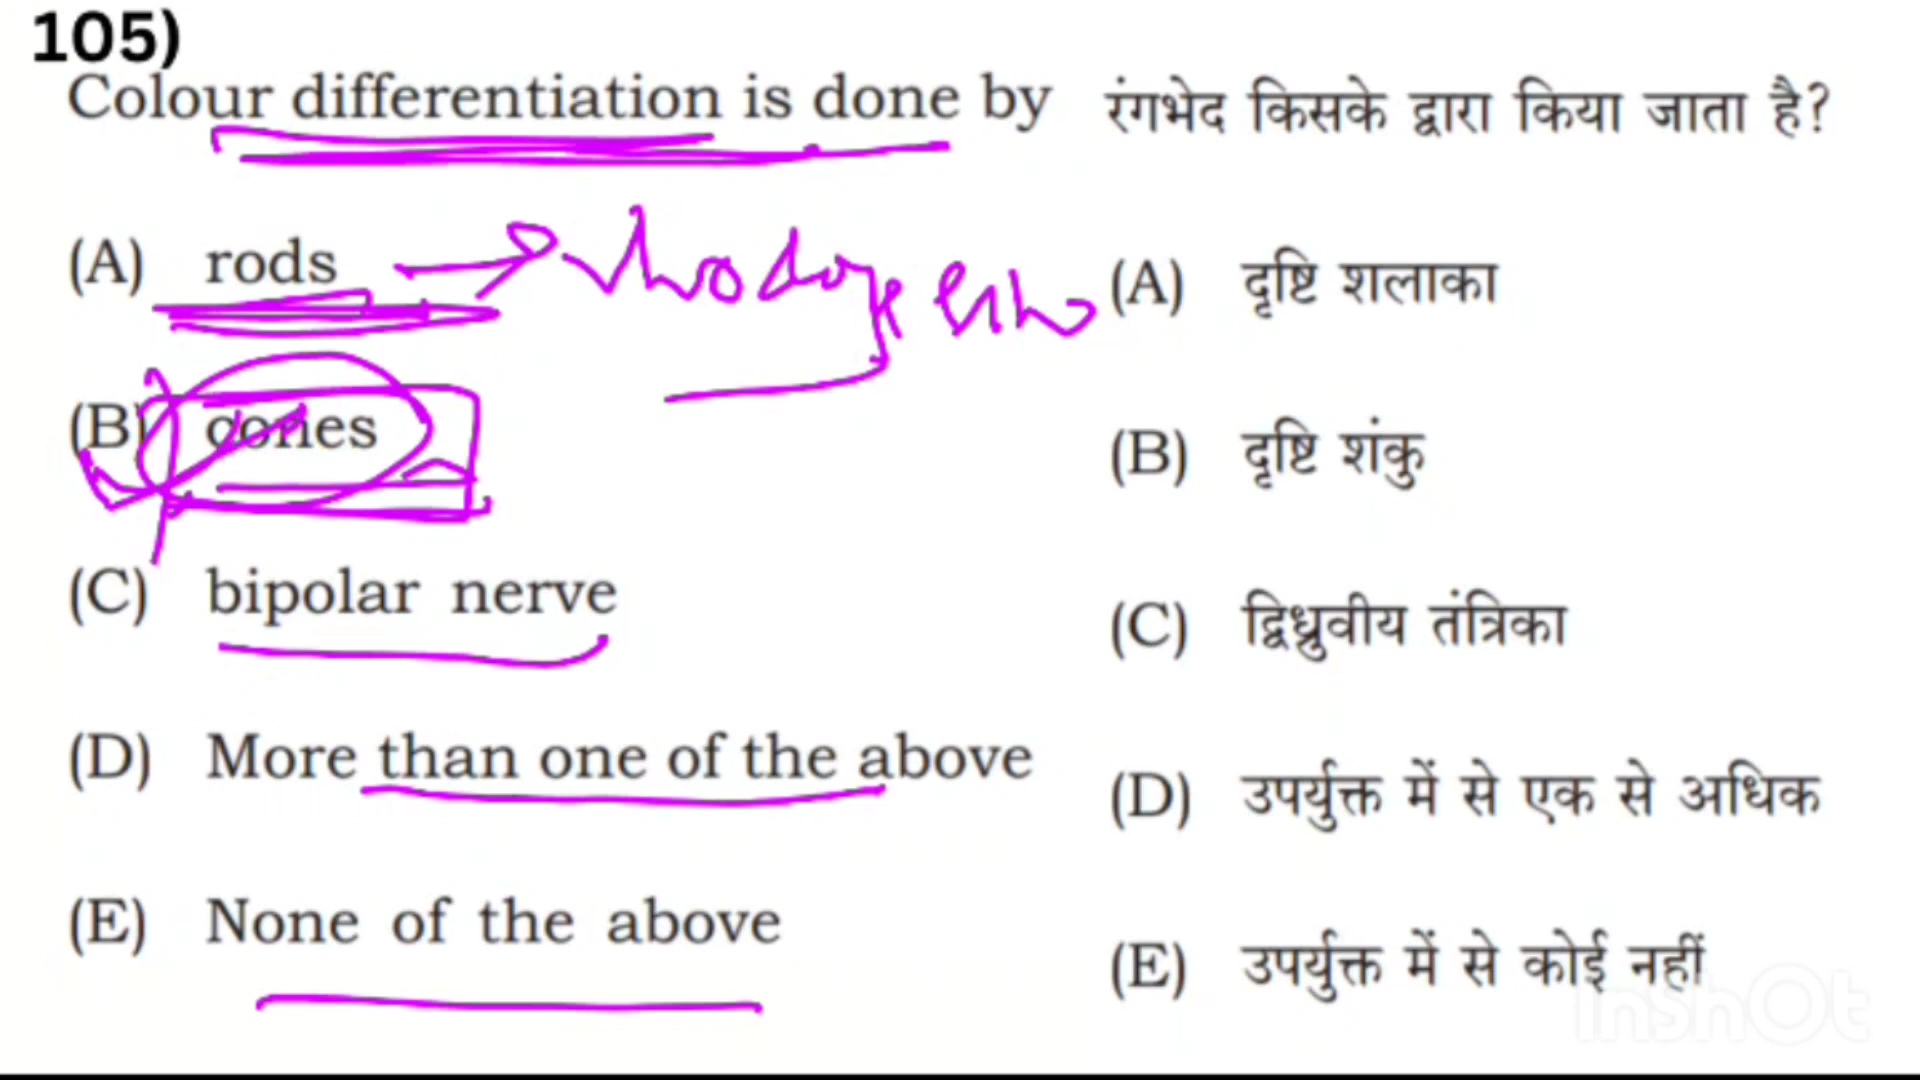 105)
Colour differentiation is done by
(A) rods
(B) cones
(C) bipolar nerve
(D) More than one of the above
(E) None of the above
रंगभेद किसके द्वारा किया जाता है?
(A) दृष्टि शलाका
(B) दृष्टि शंकु
(C) द्विध्रुवीय तंत्रिका
(D) उपर्युक्त में से एक से अधिक
(E) उपर्युक्त में से कोई नहीं
InShOt